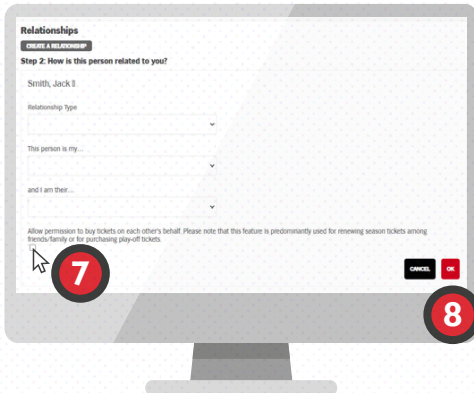 Relationships
CREATE A RELATIONSHIP
Step 2: How is this person related to you?
Smith, Jack
Relationship Type
This person is my...
and I am their...
Allow permission to buy tickets on each other's behalf. Please note that this feature is predominantly used for renewing season tickets among
friends/family or for purchasing play-off tickets
7
CANCEL OK
8